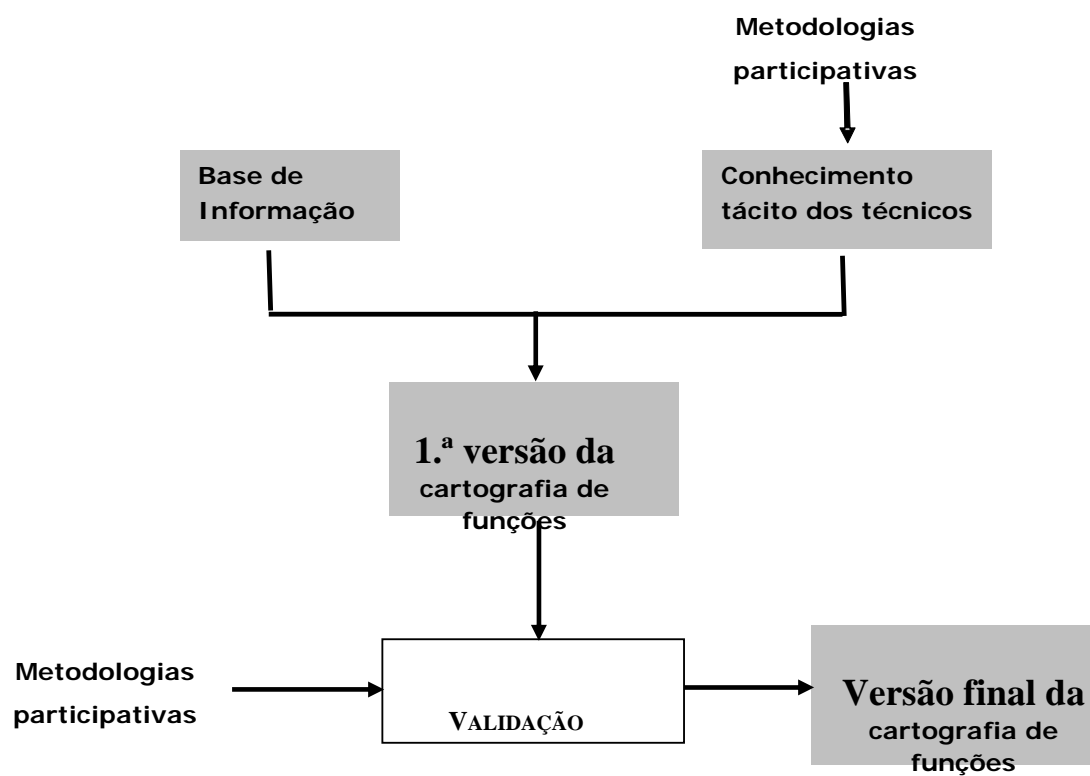 Metodologias
participativas
Base de
Informação
Conhecimento
tácito dos técnicos
1.ª versão da
cartografia de
funções
Metodologias
participativas
VALIDAÇÃO
Versão final da
cartografia de
funções